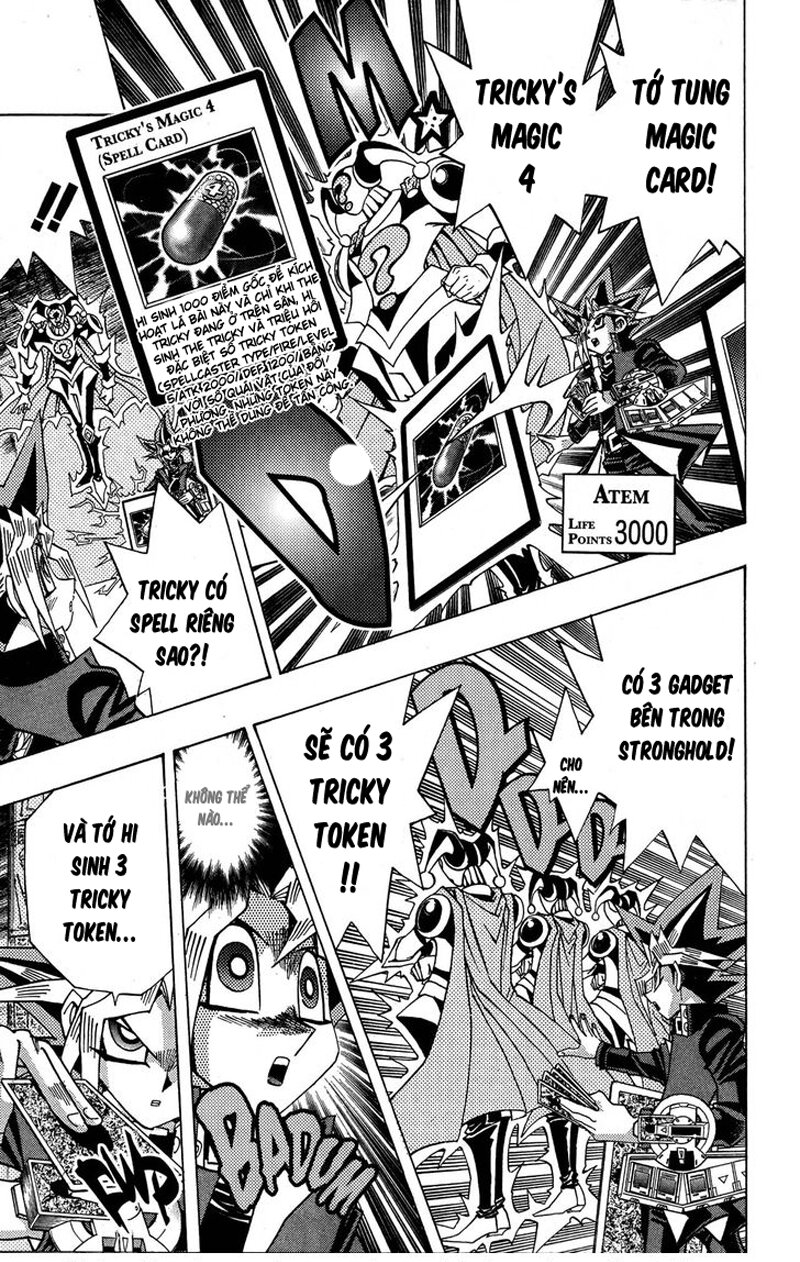 TỚ TUNG
MAGIC
CARD!
TRICKY'S
MAGIC
4
TRICKY'S MAGIC 4
(SPELL CARD)
4
HI SINH 1000 ĐIỂM GỐC ĐỂ KÍCH
HOẠT LÁ BÀI NÀY, VÀ CHỈ KHI THE
TRICKY ĐANG Ở TRÊN SÂN, HI
SINH THE TRICKY VÀ TRIỆU HỒI
ĐẶC BIỆT SỐ TRICKY TOKEN
(SPELLCASTER TYPE/FIRE/LEVEL
5/ATK 2000/DEF 1200/BẰNG
VỚI SỐ QUÁI VẬT CỦA ĐỐI
PHƯƠNG. NHỮNG TOKEN NÀY
KHÔNG THỂ DÙNG ĐỂ TẤN CÔNG.
!!
ATEM
LIFE
POINTS 3000
TRICKY CÓ
SPELL RIÊNG
SAO?!
CÓ 3 GADGET
BÊN TRONG
STRONGHOLD!
CHO
NÊN...
SẼ CÓ 3
TRICKY
TOKEN
!!
KHÔNG THỂ
NÀO...
VÀ TỚ HI
SINH 3
TRICKY
TOKEN...
BADUM
FWP